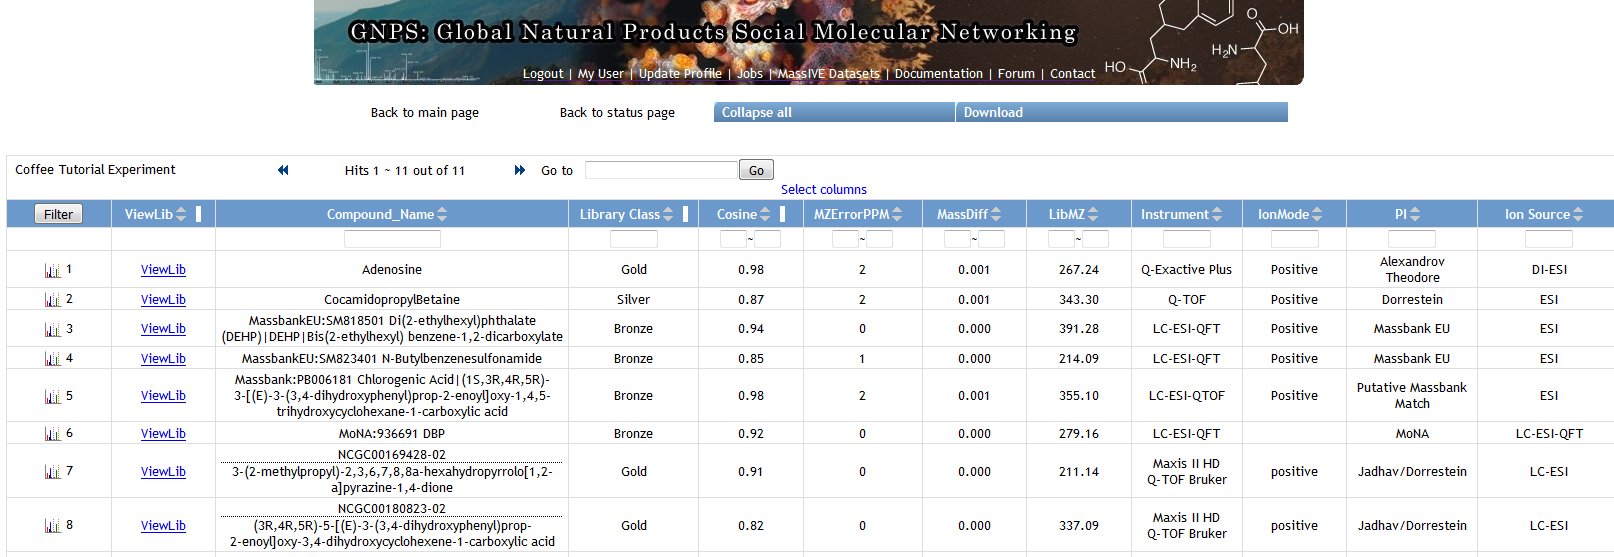 GNPS: Global Natural Products Social Molecular Networking
OH
H₂N
NH₂
HO
O
Logout | My User | Update Profile | Jobs | MassIVE Datasets | Documentation | Forum | Contact
Back to main page Back to status page Collapse all Download
Coffee Tutorial Experiment Hits 1 ~ 11 out of 11 Go to Go
Select columns
Filter ViewLib Compound_Name Library Class Cosine MZErrorPPM MassDiff LibMZ Instrument IonMode PI Ion Source
~ ~ ~ ~
1 ViewLib Adenosine Gold 0.98 2 0.001 267.24 Q-Exactive Plus Positive Alexandrov
Theodore DI-ESI
2 ViewLib CocamidopropylBetaine Silver 0.87 2 0.001 343.30 Q-TOF Positive Dorrestein ESI
3 ViewLib MassbankEU:SM818501 Di(2-ethylhexyl)phthalate
(DEHP)|DEHP|Bis(2-ethylhexyl) benzene-1,2-dicarboxylate Bronze 0.94 0 0.000 391.28 LC-ESI-QFT Positive Massbank EU ESI
4 ViewLib MassbankEU:SM823401 N-Butylbenzenesulfonamide Bronze 0.85 1 0.000 214.09 LC-ESI-QFT Positive Massbank EU ESI
5 ViewLib Massbank:PB006181 Chlorogenic Acid|(1S,3R,4R,5R)-
3-[(E)-3-(3,4-dihydroxyphenyl)prop-2-enoyl]oxy-1,4,5-
trihydroxycyclohexane-1-carboxylic acid Bronze 0.98 2 0.001 355.10 LC-ESI-QTOF Positive Putative Massbank
Match ESI
6 ViewLib MoNA:936691 DBP Bronze 0.92 0 0.000 279.16 LC-ESI-QFT MoNA LC-ESI-QFT
7 ViewLib NCGC00169428-02
3-(2-methylpropyl)-2,3,6,7,8,8a-hexahydropyrrolo[1,2-
a]pyrazine-1,4-dione Gold 0.91 0 0.000 211.14 Maxis II HD
Q-TOF Bruker positive Jadhav/Dorrestein LC-ESI
8 ViewLib NCGC00180823-02
(3R,4R,5R)-5-[(E)-3-(3,4-dihydroxyphenyl)prop-
2-enoyl]oxy-3,4-dihydroxycyclohexene-1-carboxylic acid Gold 0.82 0 0.000 337.09 Maxis II HD
Q-TOF Bruker positive Jadhav/Dorrestein LC-ESI